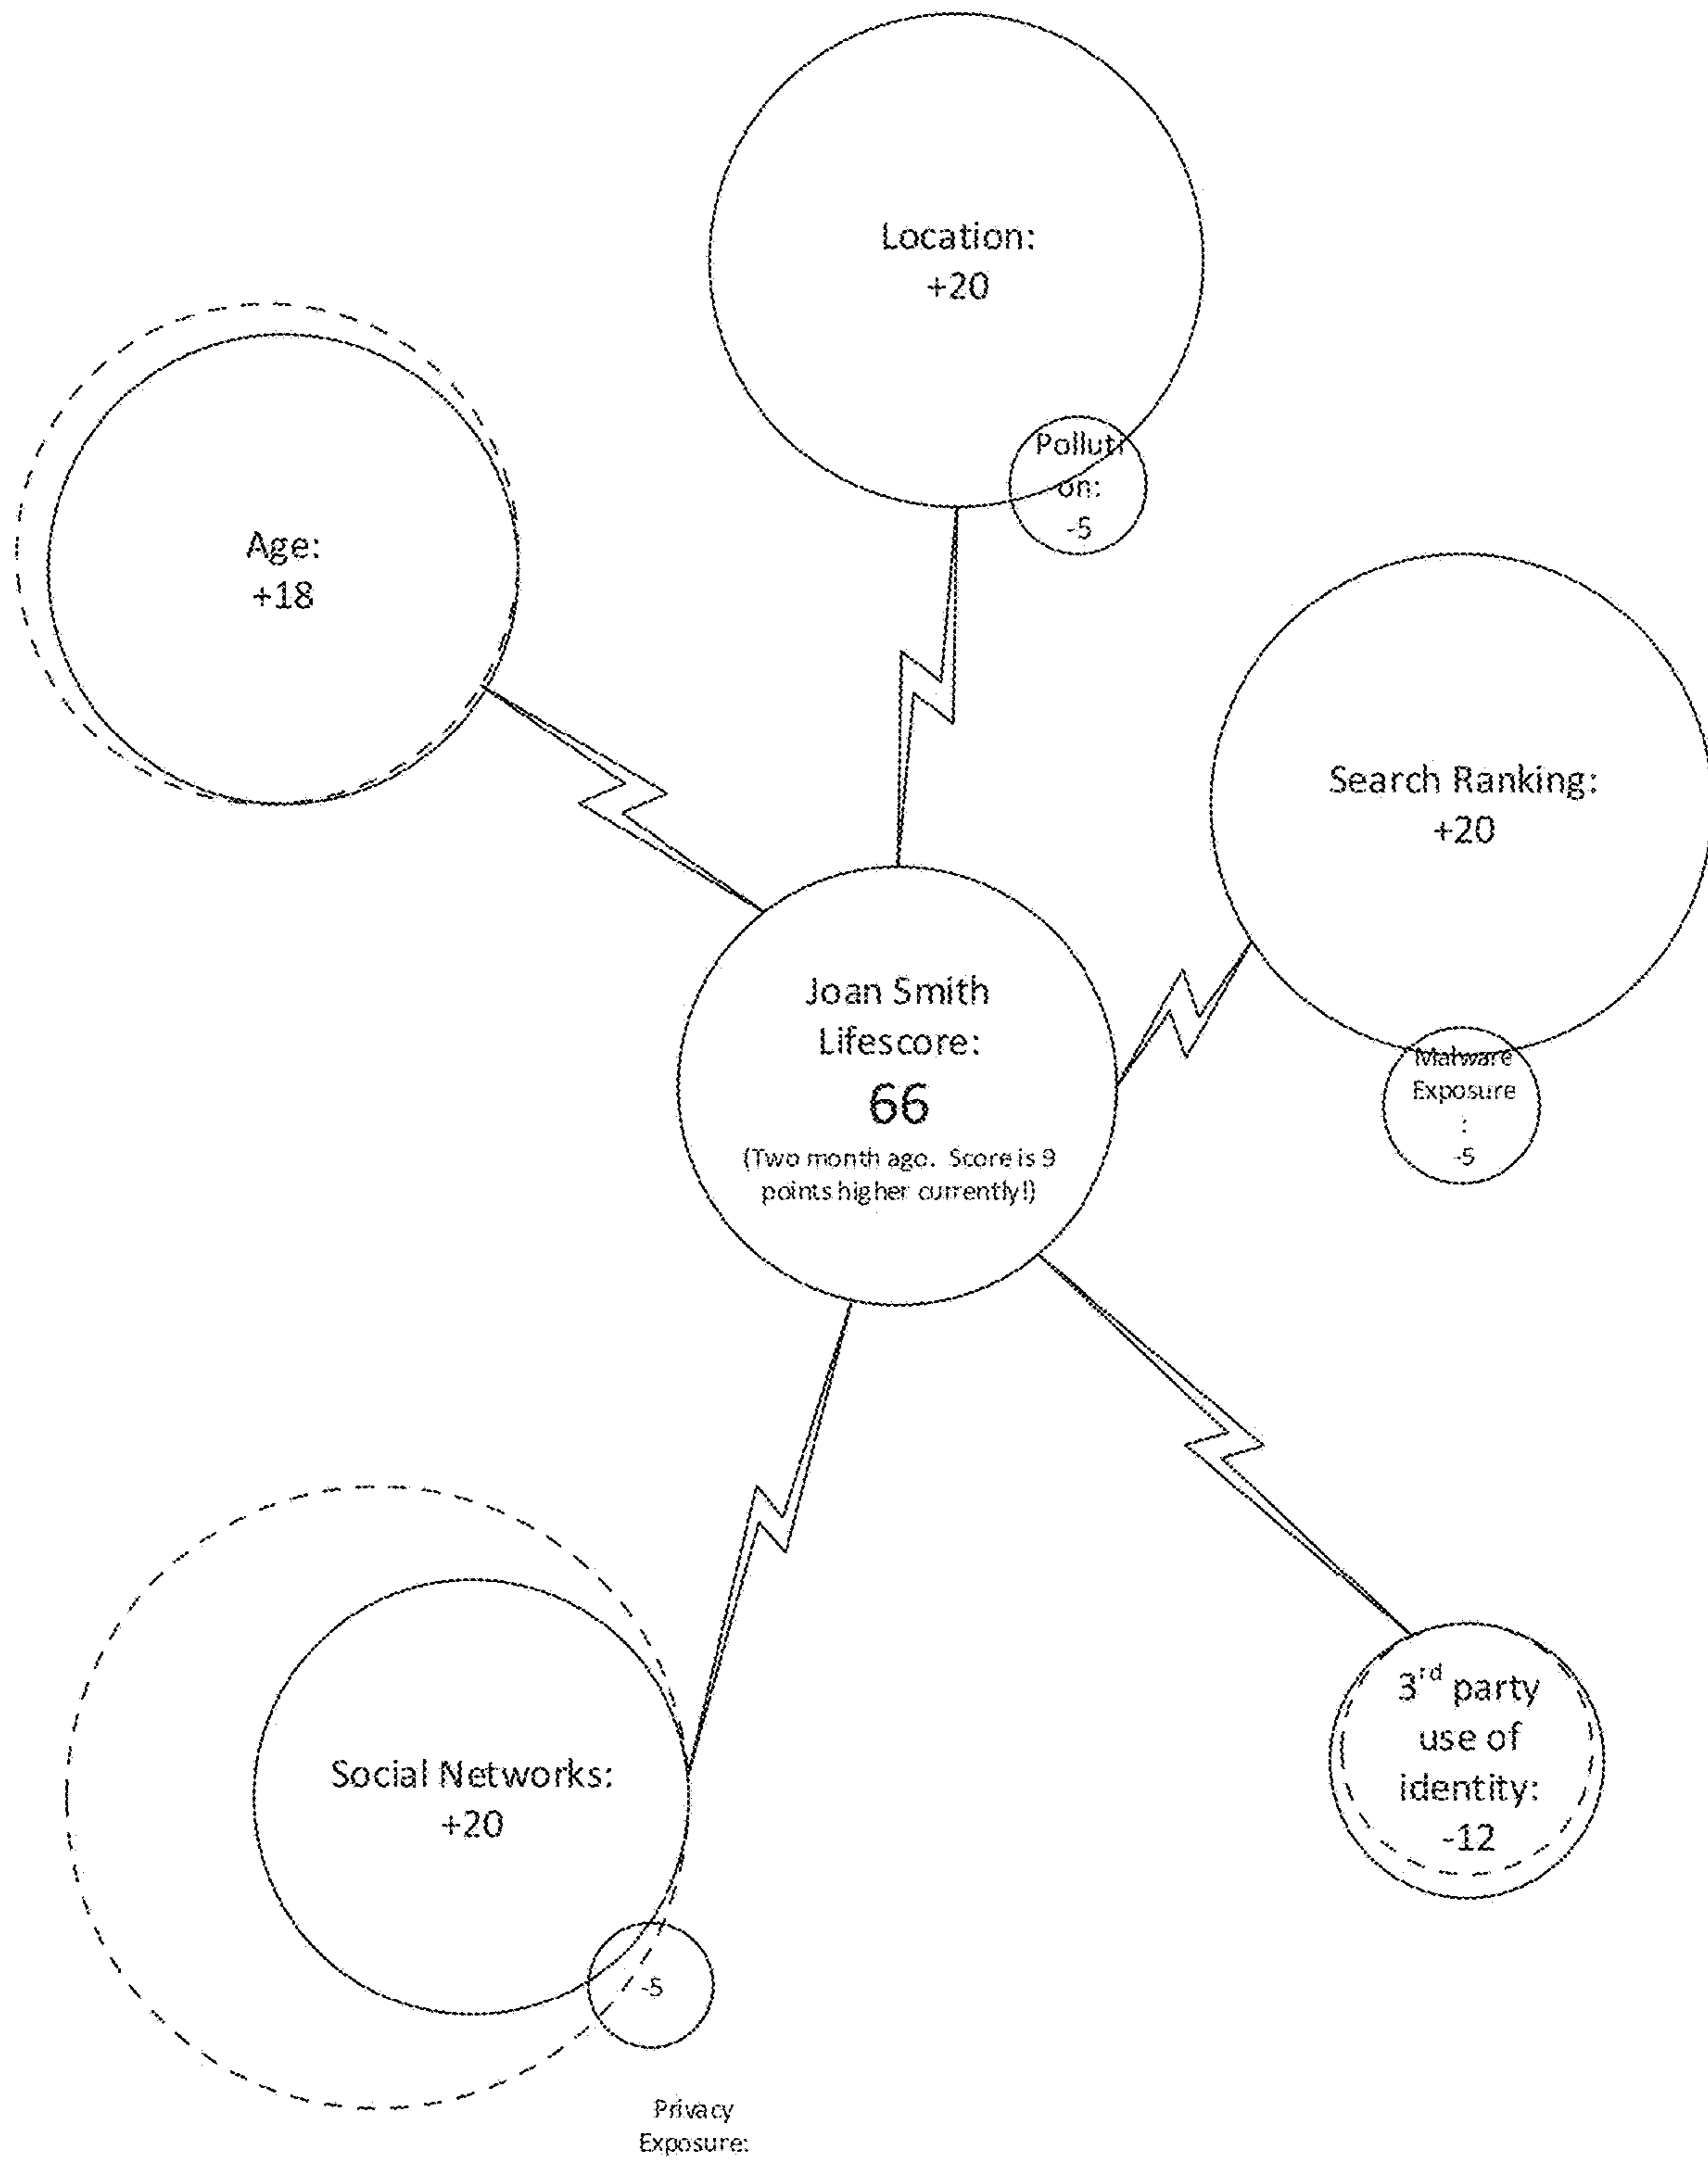 Location:
+20
Polluti
on:
-5
Age:
+18
Search Ranking:
+20
Malware
Exposure
:
-5
Joan Smith
Lifescore:
66
(Two month ago. Score is 9
points higher currently!)
Social Networks:
+20
-5
Privacy
Exposure:
3rd party
use of
identity:
-12